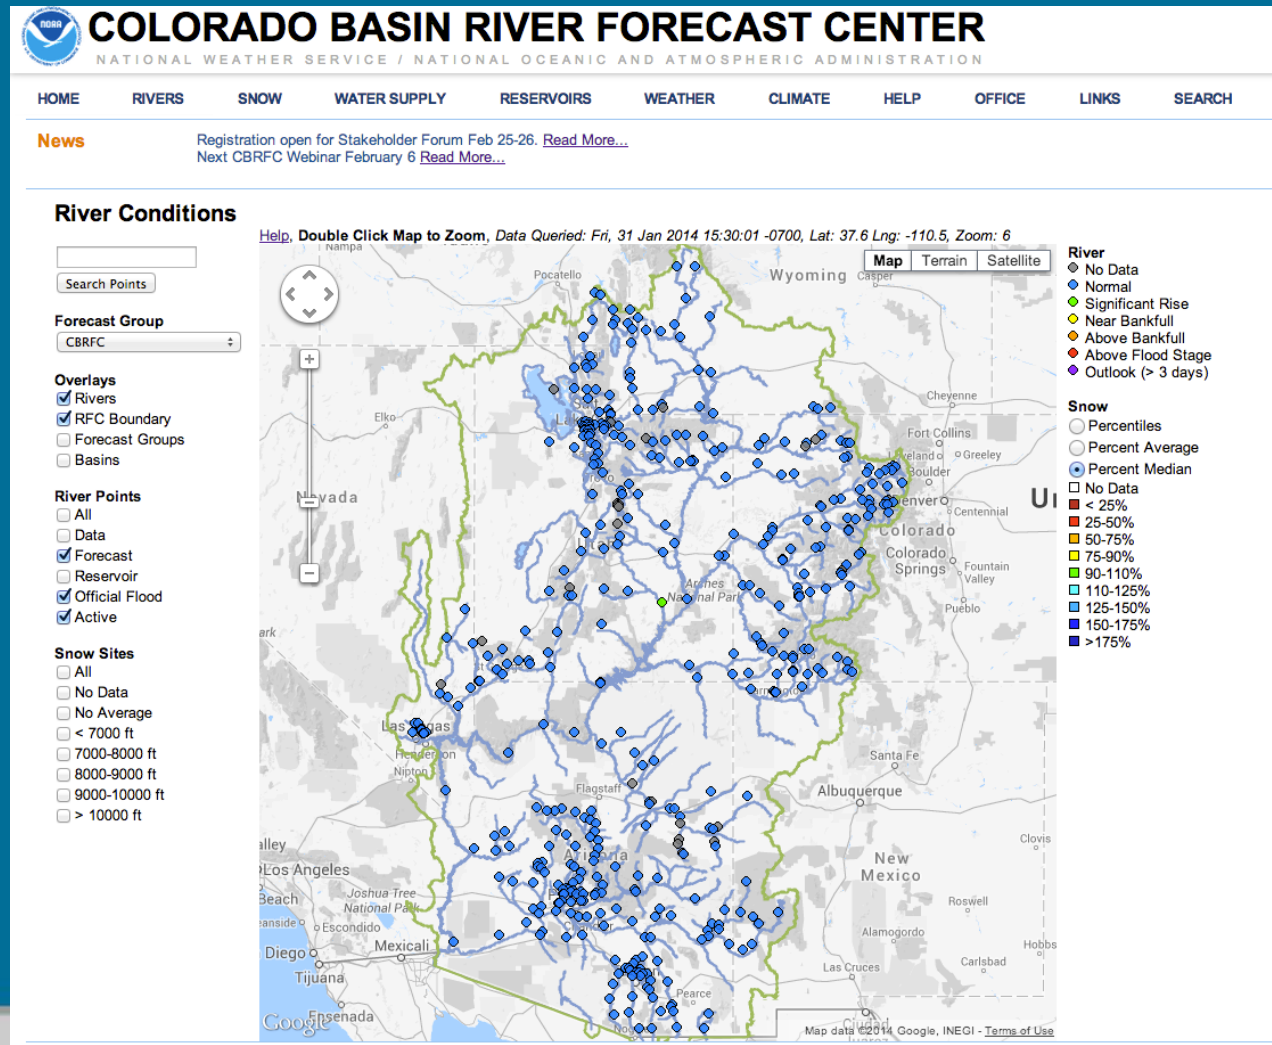 NOAA
COLORADO BASIN RIVER FORECAST CENTER
NATIONAL WEATHER SERVICE / NATIONAL OCEANIC AND ATMOSPHERIC ADMINISTRATION
HOME RIVERS SNOW WATER SUPPLY RESERVOIRS WEATHER CLIMATE HELP OFFICE LINKS SEARCH
News
Registration open for Stakeholder Forum Feb 25-26. Read More...
Next CBRFC Webinar February 6 Read More...
River Conditions
Search Points
Forecast Group
CBRFC
Overlays
Rivers
RFC Boundary
Forecast Groups
Basins
River Points
All
Data
Forecast
Reservoir
Official Flood
Active
Snow Sites
All
No Data
No Average
< 7000 ft
7000-8000 ft
8000-9000 ft
9000-10000 ft
> 10000 ft
Help, Double Click Map to Zoom, Data Queried: Fri, 31 Jan 2014 15:30:01 -0700, Lat: 37.6 Lng: -110.5, Zoom: 6
Map Terrain Satellite
Nampa
Pocatello
Wyoming
Casper
Elko
Cheyenne
Fort Collins
Loveland
Greeley
Boulder
Denver
Centennial
Nevada
Colorado
Colorado
Springs
Fountain
Valley
Arches
National Park
Pueblo
Las Vegas
Henderson
Nipton
Santa Fe
Flagstaff
Albuquerque
Clovis
Arizona
New
Mexico
Los Angeles
Beach
Joshua Tree
National Park
Roswell
Escondido
Diego
Mexicali
Alamogordo
Hobbs
Tijuana
Las Cruces
Carlsbad
Pearce
Ensenada
Google
Map data ©2014 Google, INEGI - Terms of Use
River
No Data
Normal
Significant Rise
Near Bankfull
Above Bankfull
Above Flood Stage
Outlook (> 3 days)
Snow
Percentiles
Percent Average
Percent Median
No Data
< 25%
25-50%
50-75%
75-90%
90-110%
110-125%
125-150%
150-175%
>175%